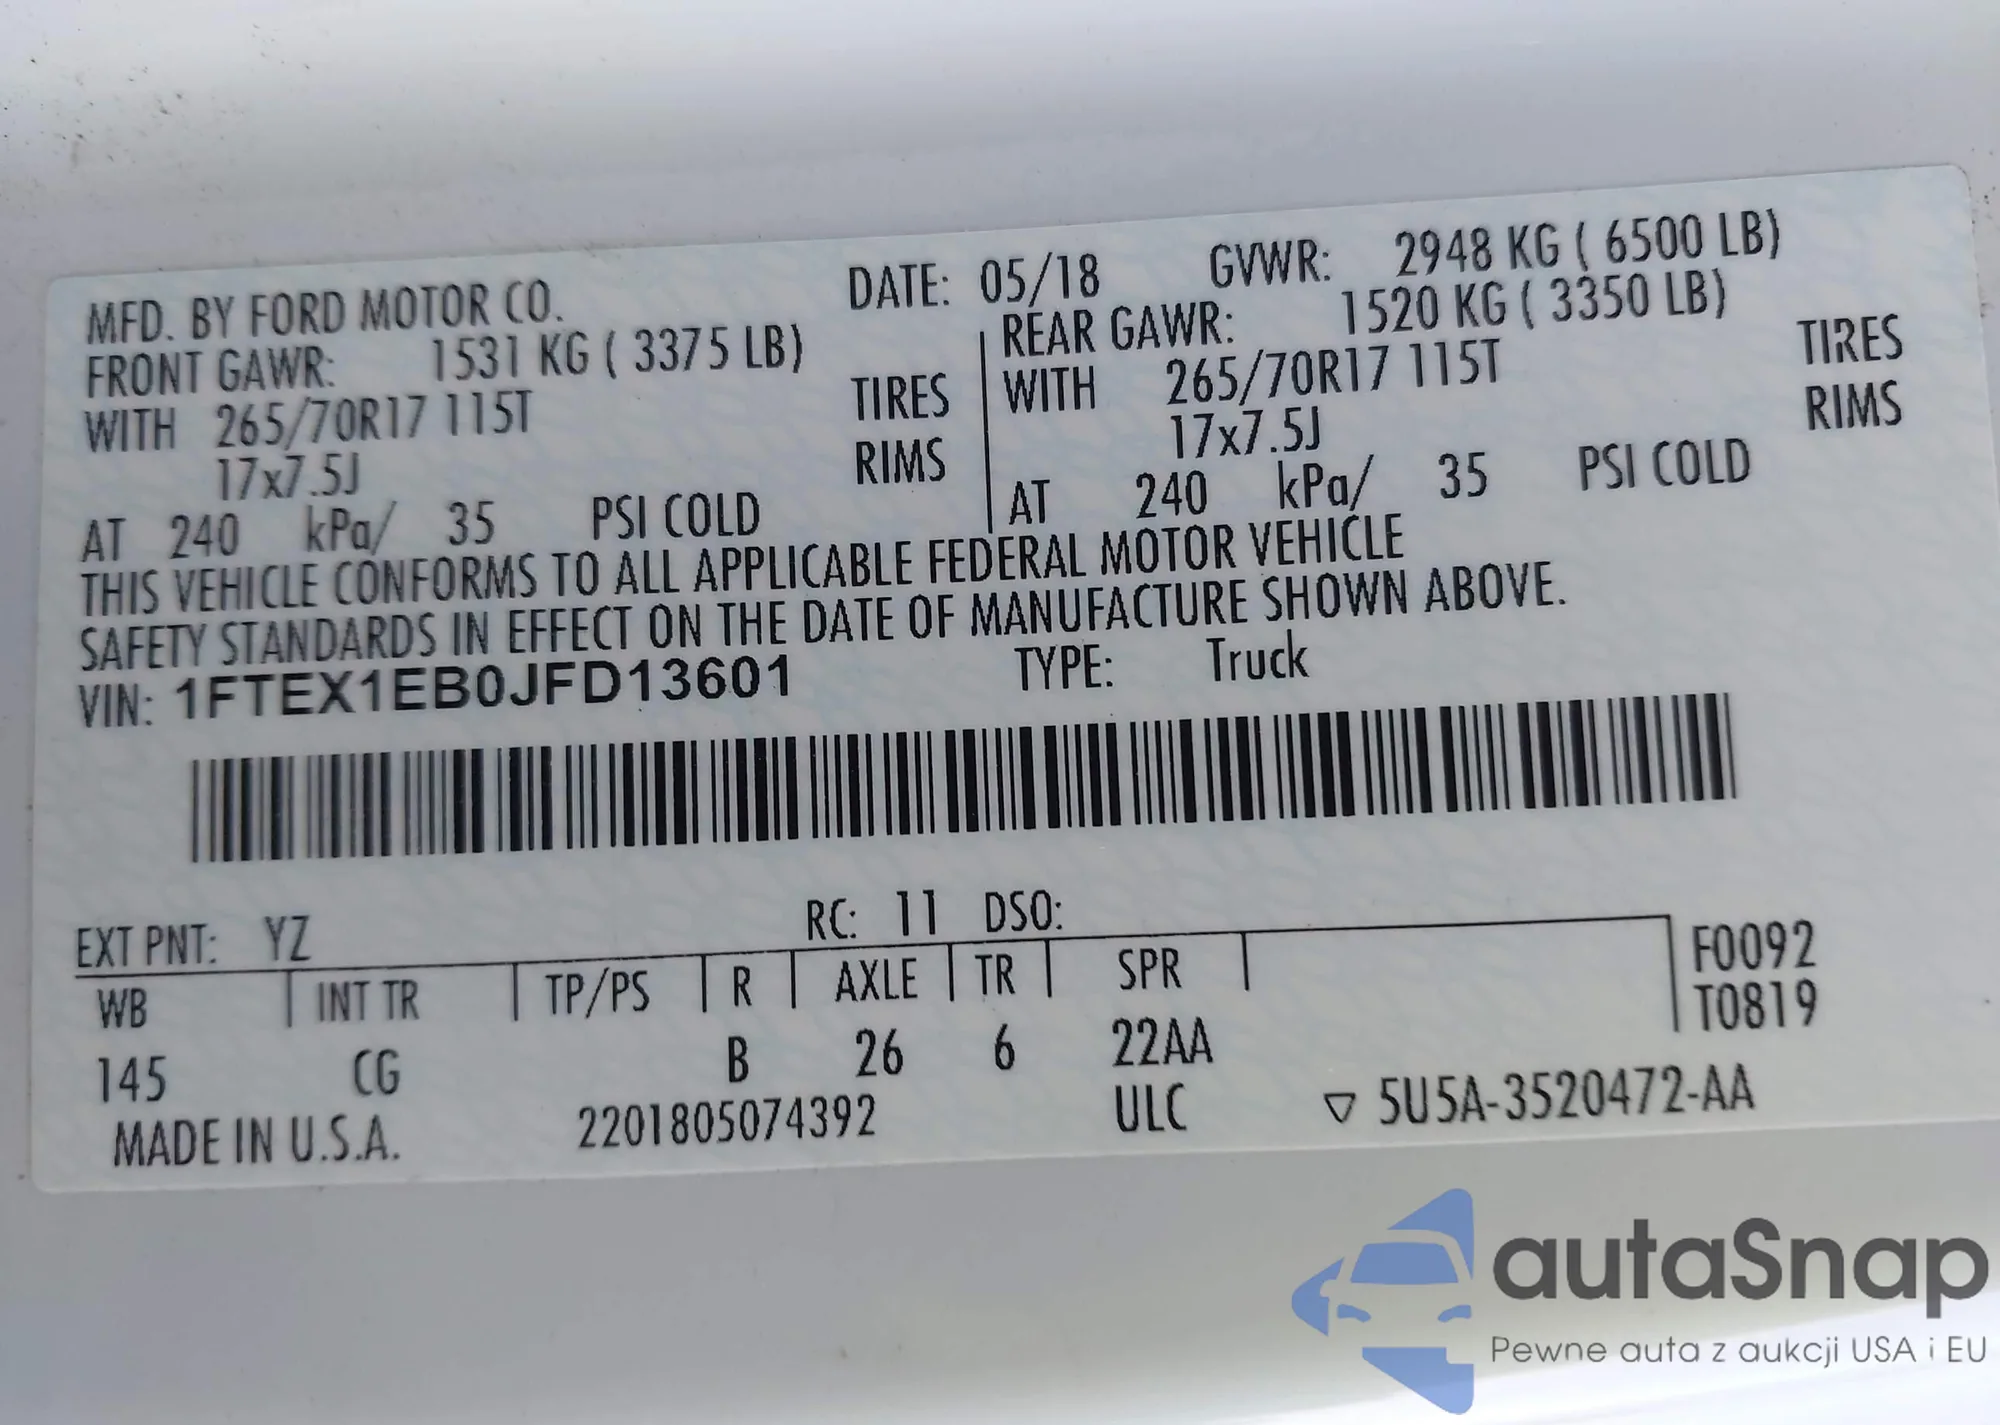 MFD. BY FORD MOTOR CO. DATE: 05/18 GVWR: 2948 KG ( 6500 LB)
FRONT GAWR: 1531 KG ( 3375 LB) REAR GAWR: 1520 KG ( 3350 LB)
WITH 265/70R17 115T TIRES WITH 265/70R17 115T TIRES
17x7.5J RIMS 17x7.5J RIMS
AT 240 kPa/ 35 PSI COLD AT 240 kPa/ 35 PSI COLD
THIS VEHICLE CONFORMS TO ALL APPLICABLE FEDERAL MOTOR VEHICLE
SAFETY STANDARDS IN EFFECT ON THE DATE OF MANUFACTURE SHOWN ABOVE.
VIN: 1FTEX1EB0JFD13601 TYPE: Truck
EXT PNT: YZ RC: 11 DSO:
WB INT TR TP/PS R AXLE TR SPR F0092
T0819
145 CG B 26 6 22AA
MADE IN U.S.A. 2201805074392 ULC ▽ 5U5A-3520472-AA
autaSnap
Pewne auta z aukcji USA i EU